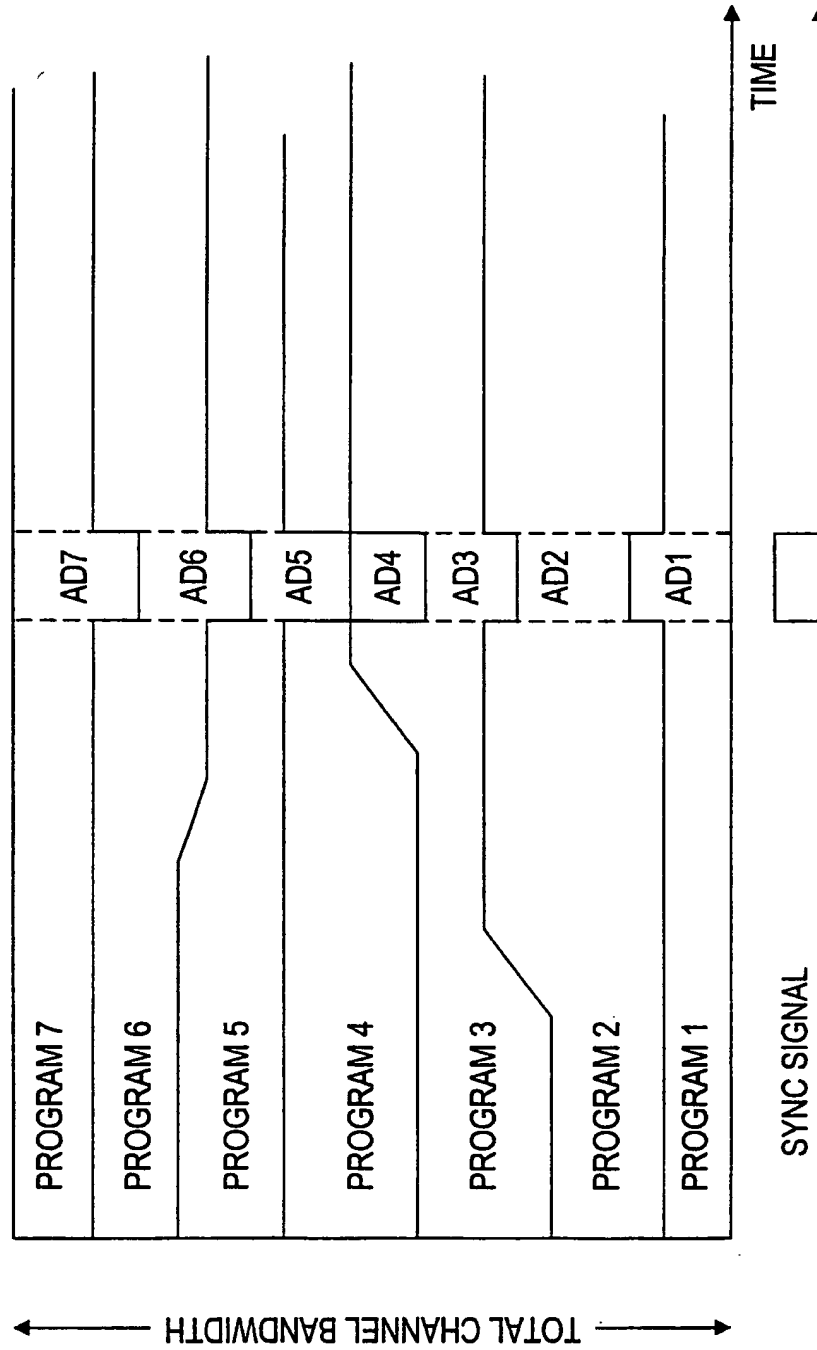 TOTAL CHANNEL BANDWIDTH
PROGRAM 7
PROGRAM 6
PROGRAM 5
PROGRAM 4
PROGRAM 3
PROGRAM 2
PROGRAM 1
AD7
AD6
AD5
AD4
AD3
AD2
AD1
TIME
SYNC SIGNAL